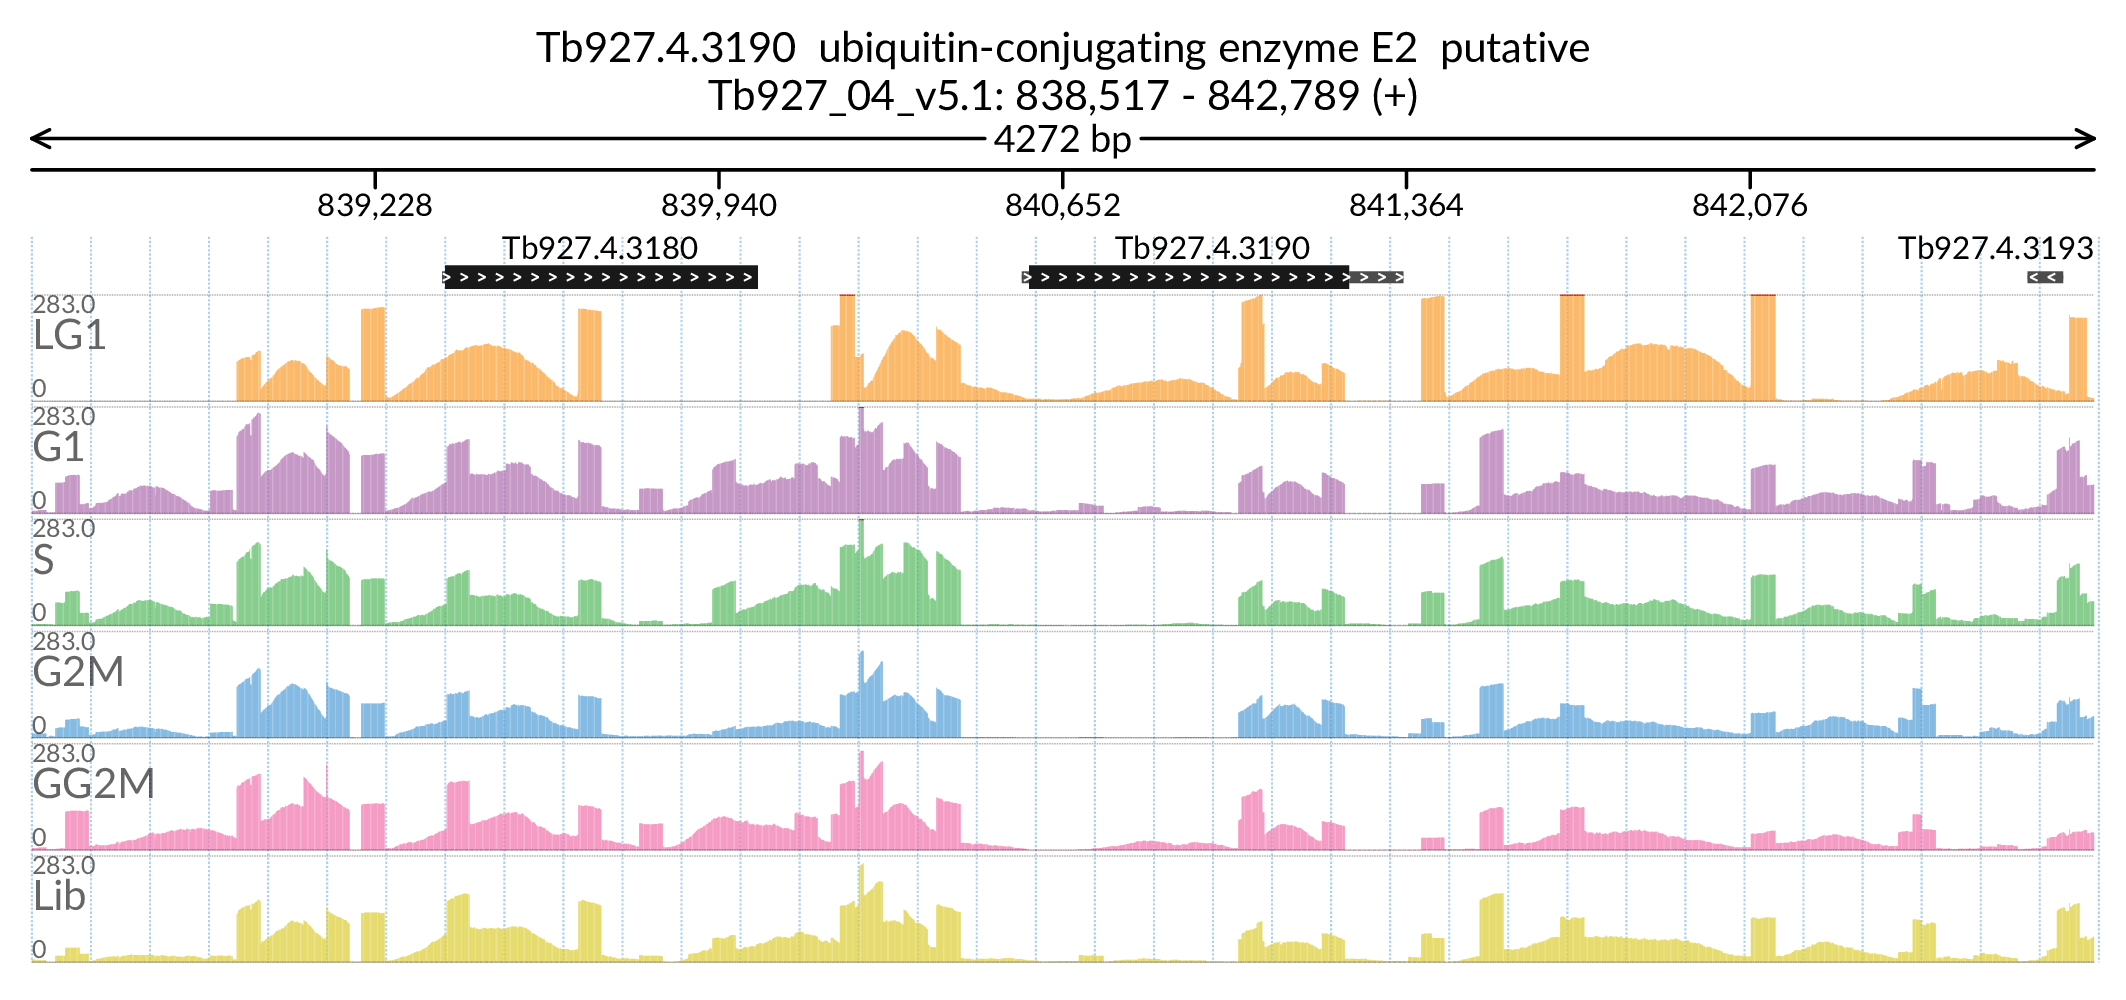 Tb927.4.3190  ubiquitin-conjugating enzyme E2  putative
Tb927_04_v5.1: 838,517 - 842,789 (+)
4272 bp
839,228 839,940 840,652 841,364 842,076
Tb927.4.3180 Tb927.4.3190 Tb927.4.3193
283.0
LG1
0
283.0
G1
0
283.0
S
0
283.0
G2M
0
283.0
GG2M
0
283.0
Lib
0